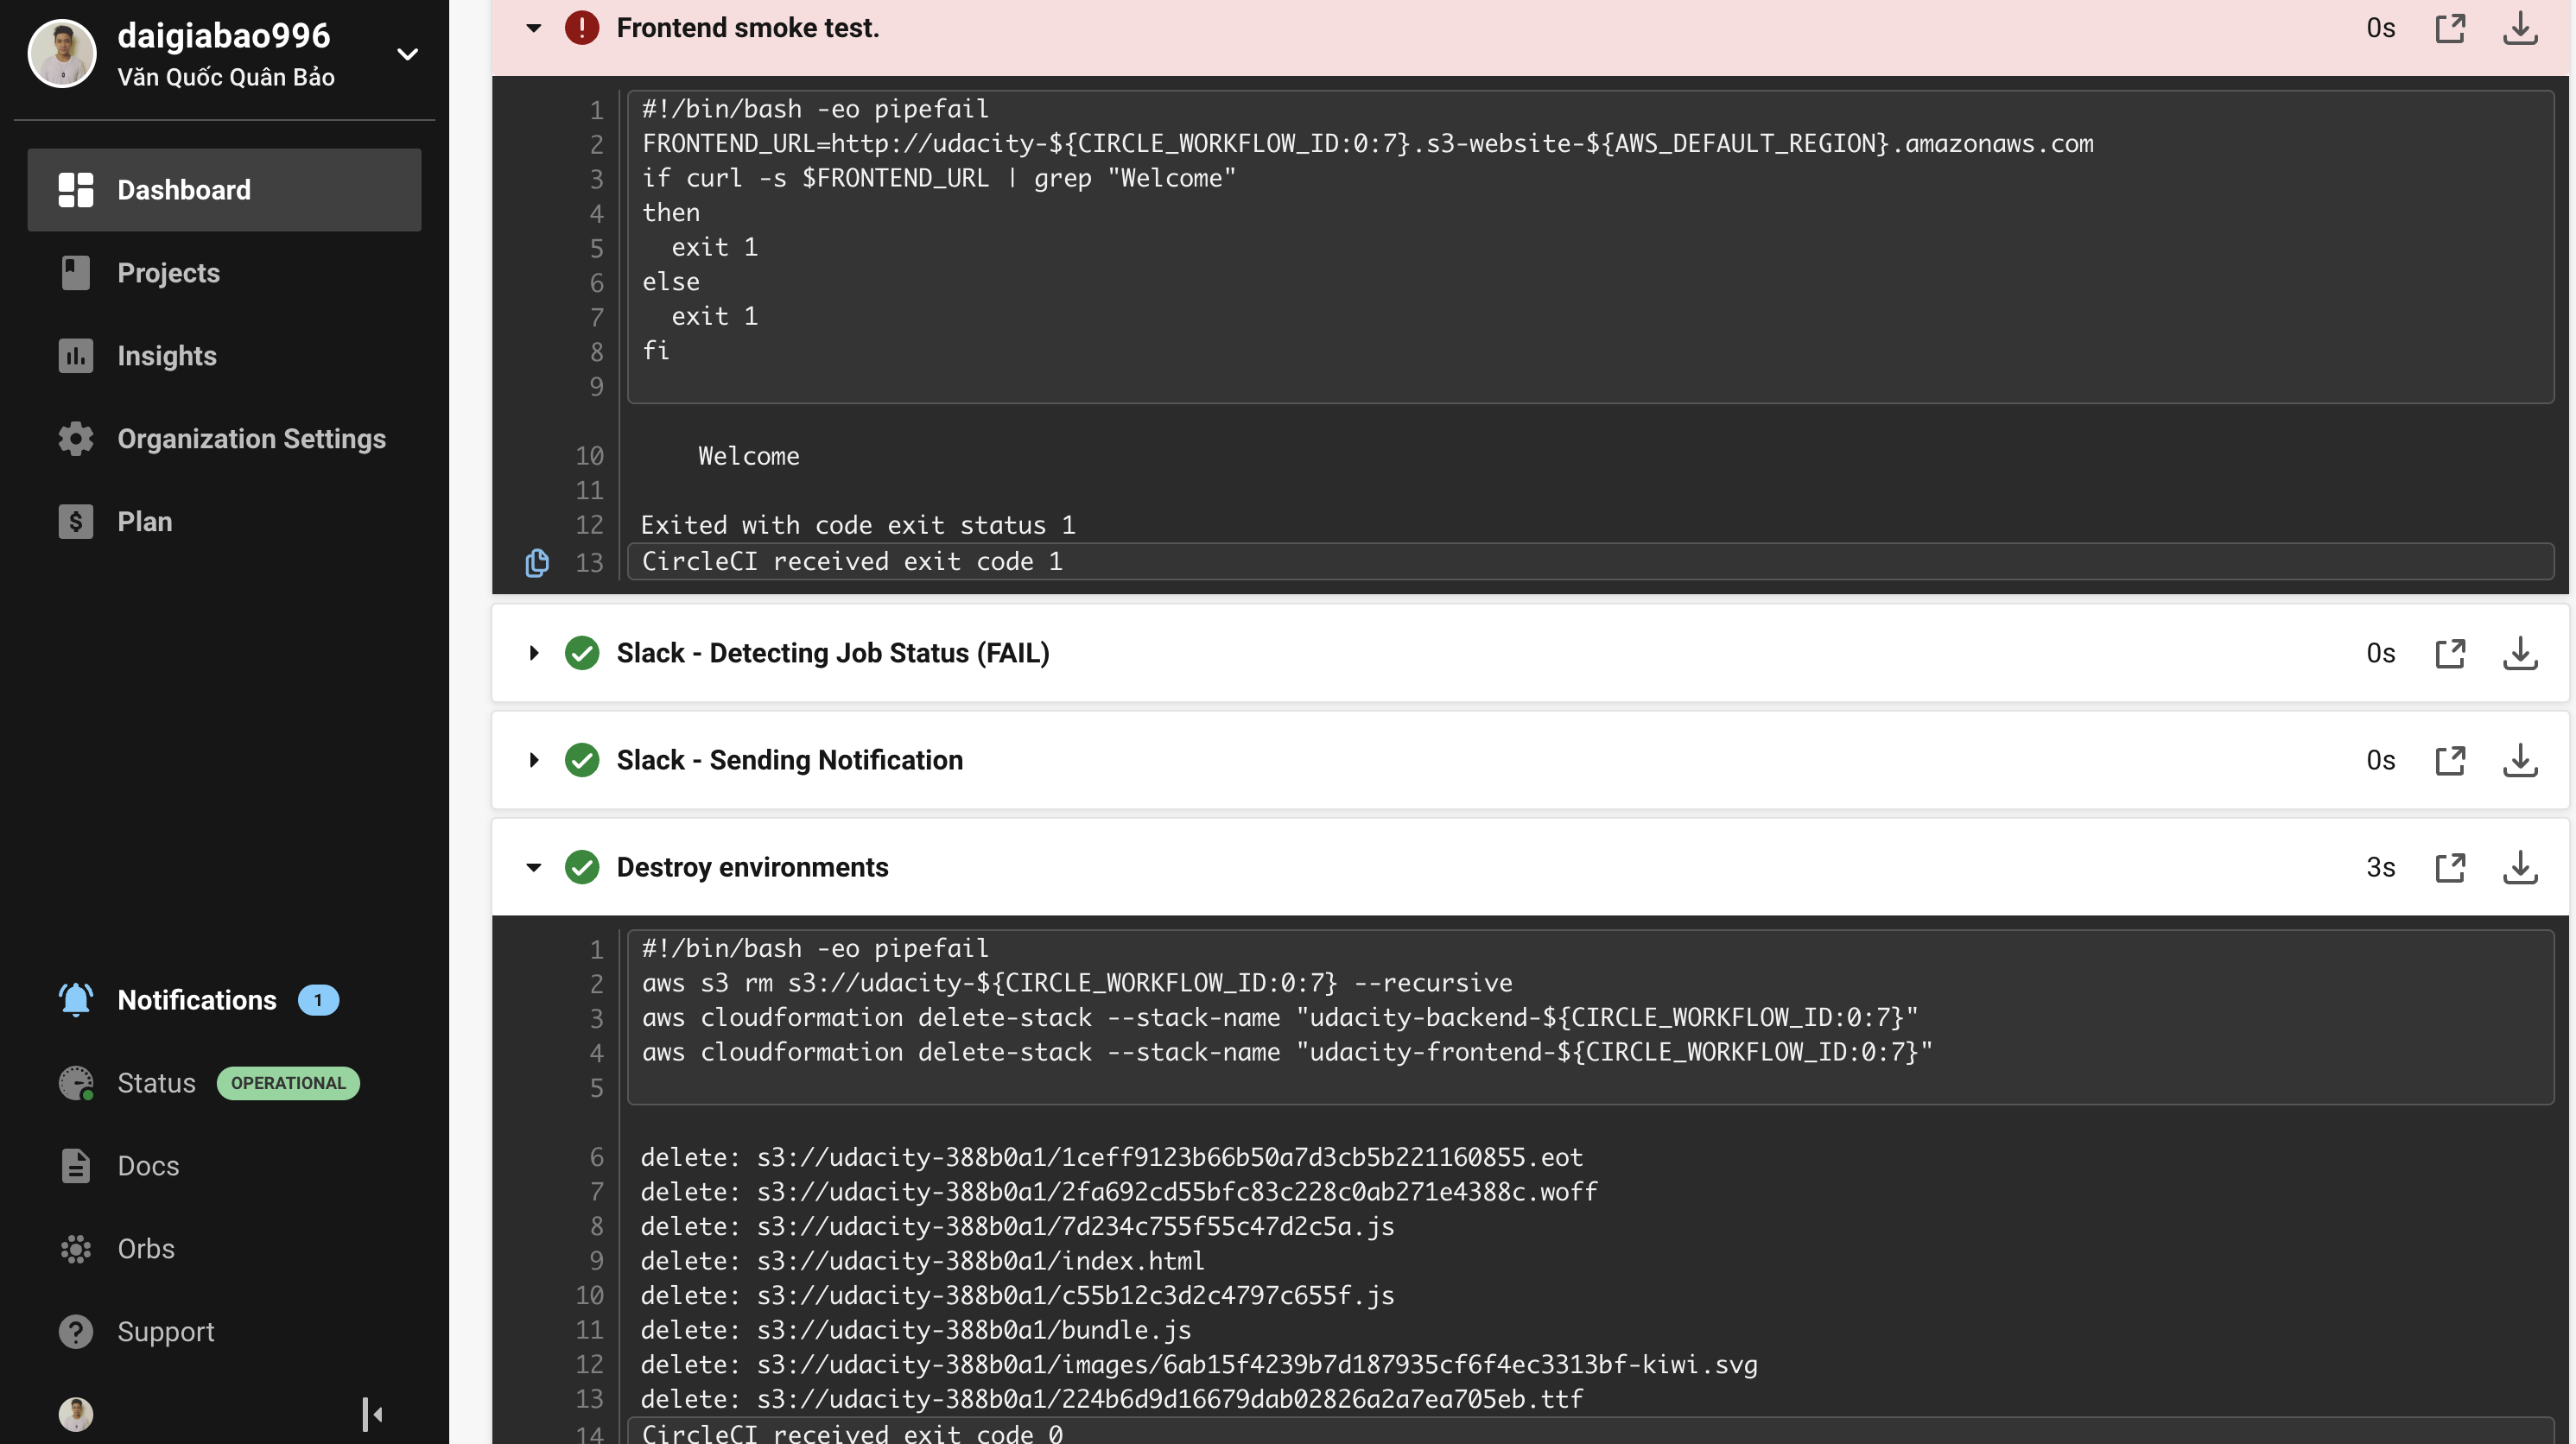 daigiabao996
Văn Quốc Quân Bảo
Dashboard
Projects
Insights
Organization Settings
Plan
Notifications 1
Status OPERATIONAL
Docs
Orbs
Support
Frontend smoke test. 0s
1 #!/bin/bash -eo pipefail
2 FRONTEND_URL=http://udacity-${CIRCLE_WORKFLOW_ID:0:7}.s3-website-${AWS_DEFAULT_REGION}.amazonaws.com
3 if curl -s $FRONTEND_URL | grep "Welcome"
4 then
5   exit 1
6 else
7   exit 1
8 fi
9
10     Welcome
11
12 Exited with code exit status 1
13 CircleCI received exit code 1
Slack - Detecting Job Status (FAIL) 0s
Slack - Sending Notification 0s
Destroy environments 3s
1 #!/bin/bash -eo pipefail
2 aws s3 rm s3://udacity-${CIRCLE_WORKFLOW_ID:0:7} --recursive
3 aws cloudformation delete-stack --stack-name "udacity-backend-${CIRCLE_WORKFLOW_ID:0:7}"
4 aws cloudformation delete-stack --stack-name "udacity-frontend-${CIRCLE_WORKFLOW_ID:0:7}"
5
6 delete: s3://udacity-388b0a1/1ceff9123b66b50a7d3cb5b221160855.eot
7 delete: s3://udacity-388b0a1/2fa692cd55bfc83c228c0ab271e4388c.woff
8 delete: s3://udacity-388b0a1/7d234c755f55c47d2c5a.js
9 delete: s3://udacity-388b0a1/index.html
10 delete: s3://udacity-388b0a1/c55b12c3d2c4797c655f.js
11 delete: s3://udacity-388b0a1/bundle.js
12 delete: s3://udacity-388b0a1/images/6ab15f4239b7d187935cf6f4ec3313bf-kiwi.svg
13 delete: s3://udacity-388b0a1/224b6d9d16679dab02826a2a7ea705eb.ttf
14 CircleCI received exit code 0